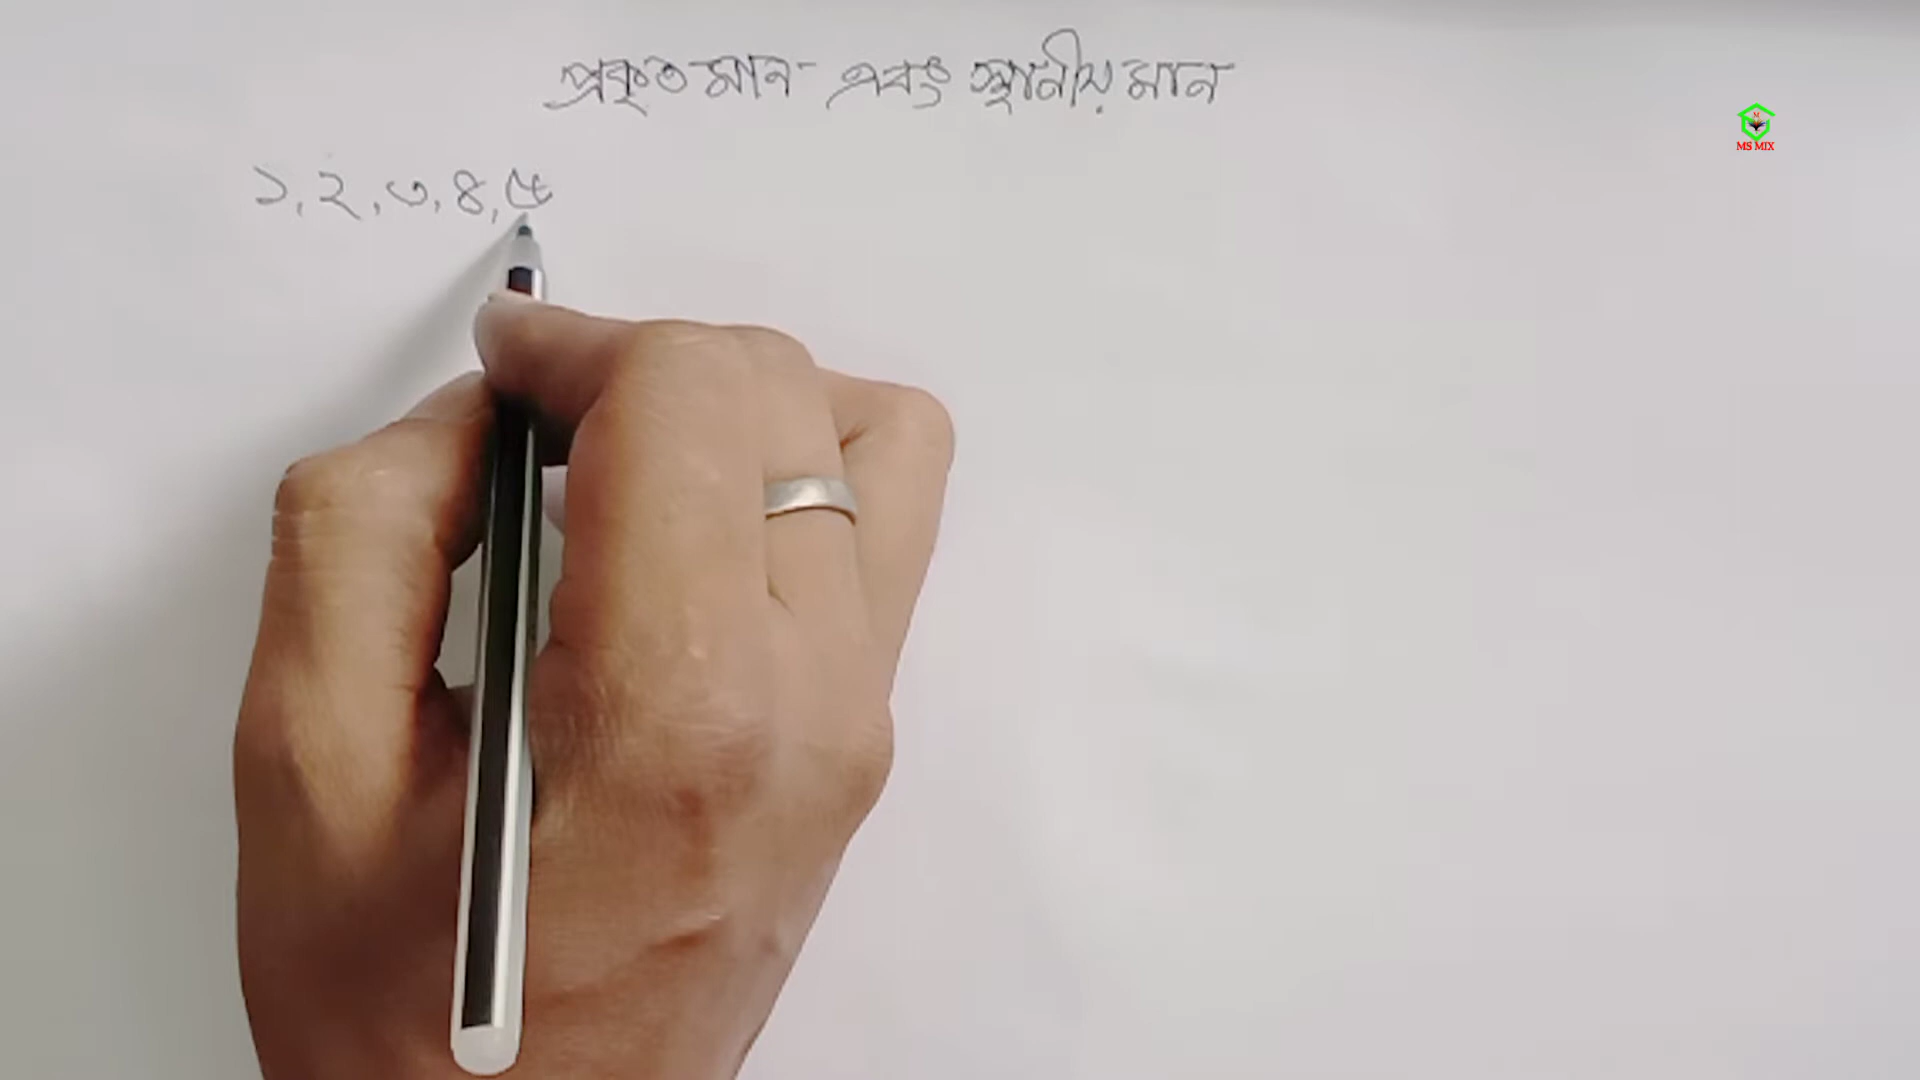 প্রকৃত মান এবং স্থানীয় মান
১, ২, ৩, ৪, ৫
M
MS MIX